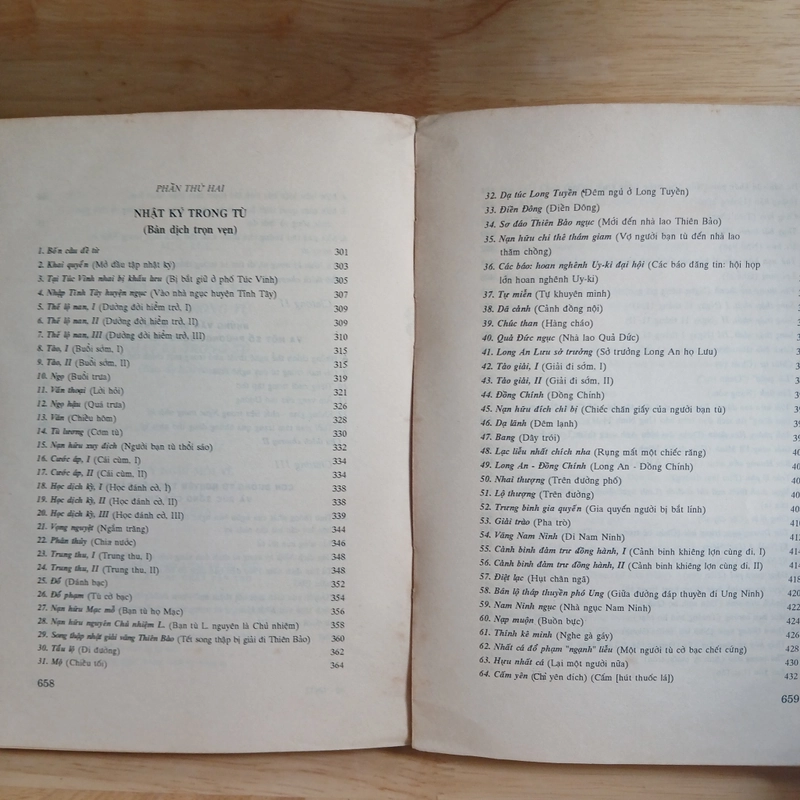 PHẦN THỨ HAI
NHẬT KÝ TRONG TÙ
(Bản dịch trọn vẹn)
1. Bốn câu đề từ 301
2. Khai quyển (Mở đầu tập nhật ký) 303
3. Tại Túc Vinh nhai bị khấu lưu (Bị bắt giữ ở phố Túc Vinh) 305
4. Nhập Tĩnh Tây huyện ngục (Vào nhà ngục huyện Tĩnh Tây) 307
5. Thế lộ nan, I (Đường đời hiểm trở, I) 309
6. Thế lộ nan, II (Đường đời hiểm trở, II) 309
7. Thế lộ nan, III (Đường đời hiểm trở, III) 310
8. Tảo, I (Buổi sớm, I) 315
9. Tảo, II (Buổi sớm, II) 315
10. Ngọ (Buổi trưa) 319
11. Vấn thoại (Lời hỏi) 321
12. Ngọ hậu (Quá trưa) 326
13. Vãn (Chiều hôm) 328
14. Tù lương (Cơm tù) 330
15. Nạn hữu xuy địch (Người bạn tù thổi sáo) 332
16. Cước áp, I (Cái cùm, I) 334
17. Cước áp, II (Cái cùm, II) 334
18. Học dịch kỳ, I (Học đánh cờ, I) 338
19. Học dịch kỳ, II (Học đánh cờ, II) 338
20. Học dịch kỳ, III (Học đánh cờ, III) 339
21. Vọng nguyệt (Ngắm trăng) 344
22. Phân thủy (Chia nước) 346
23. Trung thu, I (Trung thu, I) 348
24. Trung thu, II (Trung thu, II) 348
25. Đổ (Đánh bạc) 352
26. Đổ phạm (Tù cờ bạc) 354
27. Nạn hữu Mạc mỗ (Bạn tù họ Mạc) 356
28. Nạn hữu nguyên Chủ nhiệm L. (Bạn tù L. nguyên là Chủ nhiệm) 358
29. Song thập nhật giải vãng Thiên Bảo (Tết song thập bị giải đi Thiên Bảo) 360
30. Tẩu lộ (Đi đường) 362
31. Mộ (Chiều tối) 364
658
32. Dạ túc Long Tuyền (Đêm ngủ ở Long Tuyền)
33. Điền Đông (Điền Đông)
34. Sơ đáo Thiên Bảo ngục (Mới đến nhà lao Thiên Bảo)
35. Nạn hữu chi thê thám giam (Vợ người bạn tù đến nhà lao
thăm chồng)
36. Các báo: hoan nghênh Uy-ki đại hội (Các báo đăng tin: hội họp
lớn hoan nghênh Uy-ki)
37. Tự miễn (Tự khuyên mình)
38. Dã cảnh (Cảnh đồng nội)
39. Chúc than (Hàng cháo)
40. Quả Đức ngục (Nhà lao Quả Đức)
41. Long An Lưu sở trưởng (Sở trưởng Long An họ Lưu)
42. Tảo giải, I (Giải đi sớm, I)
43. Tảo giải, II (Giải đi sớm, II)
44. Đồng Chính (Đồng Chính)
45. Nạn hữu đích chỉ bị (Chiếc chăn giấy của người bạn tù)
46. Dạ lãnh (Đêm lạnh)
47. Bang (Dây trói)
48. Lạc liễu nhất chích nha (Rụng mất một chiếc răng)
49. Long An - Đồng Chính (Long An - Đồng Chính)
50. Nhai thượng (Trên đường phố)
51. Lộ thượng (Trên đường)
52. Trưng binh gia quyến (Gia quyến người bị bắt lính)
53. Giải trào (Pha trò)
54. Vãng Nam Ninh (Đi Nam Ninh)
55. Cảnh binh đảm trư đồng hành, I (Cảnh binh khiêng lợn cùng đi, I) 414
56. Cảnh binh đảm trư đồng hành, II (Cảnh binh khiêng lợn cùng đi, II)
57. Điệt lạc (Hụt chân ngã)
58. Bán lộ tháp thuyền phó Ung (Giữa đường đáp thuyền đi Ung Ninh)
59. Nam Ninh ngục (Nhà ngục Nam Ninh)
60. Nạp muộn (Buồn bực) 424
61. Thính kê minh (Nghe gà gáy) 426
62. Nhất cá đổ phạm "ngạnh" liễu (Một người tù cờ bạc chết cứng) 428
63. Hựu nhất cá (Lại một người nữa) 430
64. Cấm yên (Chỉ yên đích) (Cấm [hút thuốc lá]) 432
659